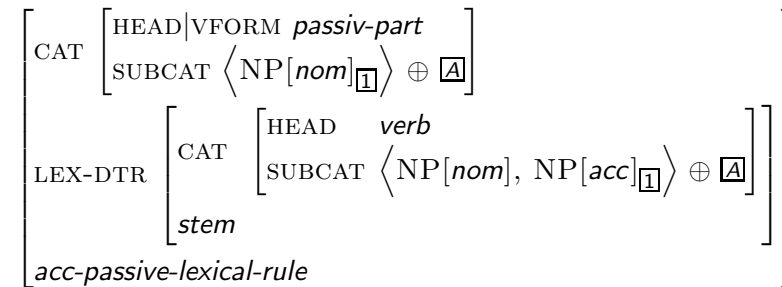 CAT HEAD|VFORM passiv-part
SUBCAT ⟨NP[nom]1⟩ ⊕ A
LEX-DTR CAT HEAD verb
SUBCAT ⟨NP[nom], NP[acc]1⟩ ⊕ A
stem
acc-passive-lexical-rule